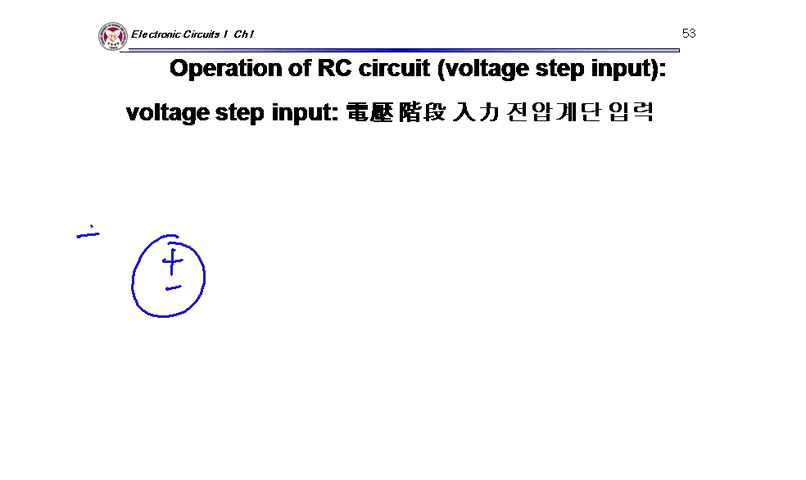 Electronic Circuits 1 Ch1
53
Operation of RC circuit (voltage step input):
voltage step input: 電壓 階段 入力 전압계단 입력
+
−